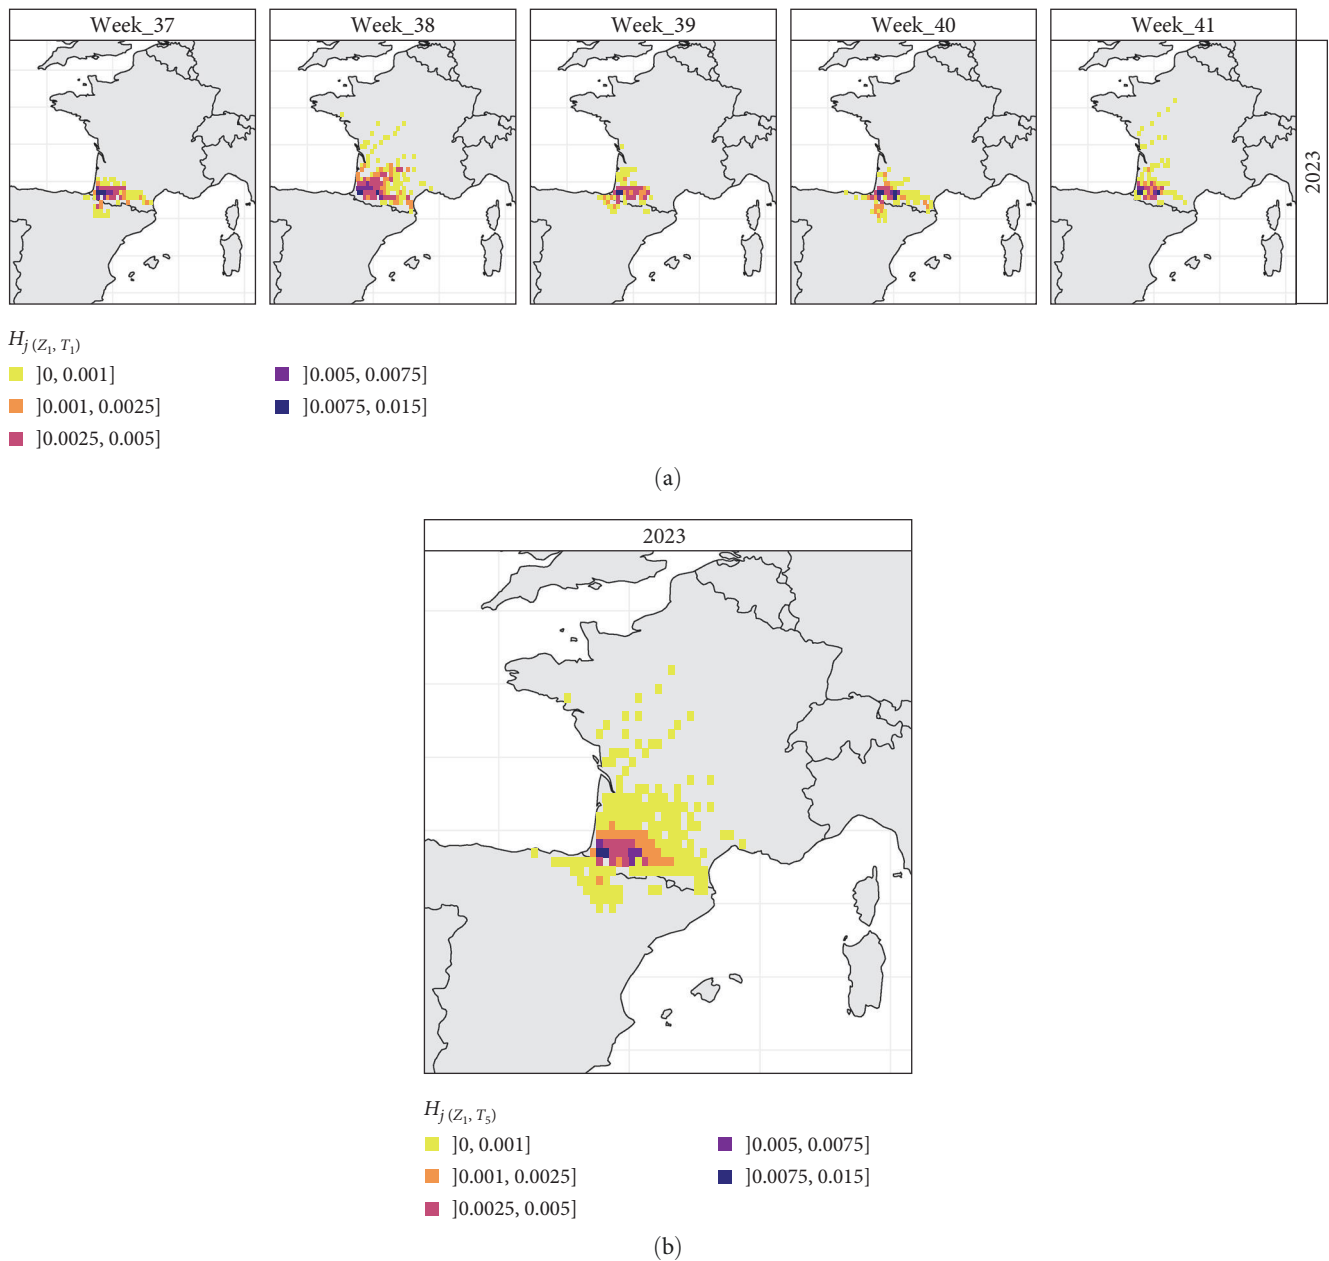 Week_37
Week_38
Week_39
Week_40
Week_41
2023
H_j (Z_1, T_1)
]0, 0.001]
]0.001, 0.0025]
]0.0025, 0.005]
]0.005, 0.0075]
]0.0075, 0.015]
(a)
2023
H_j (Z_1, T_5)
]0, 0.001]
]0.001, 0.0025]
]0.0025, 0.005]
]0.005, 0.0075]
]0.0075, 0.015]
(b)